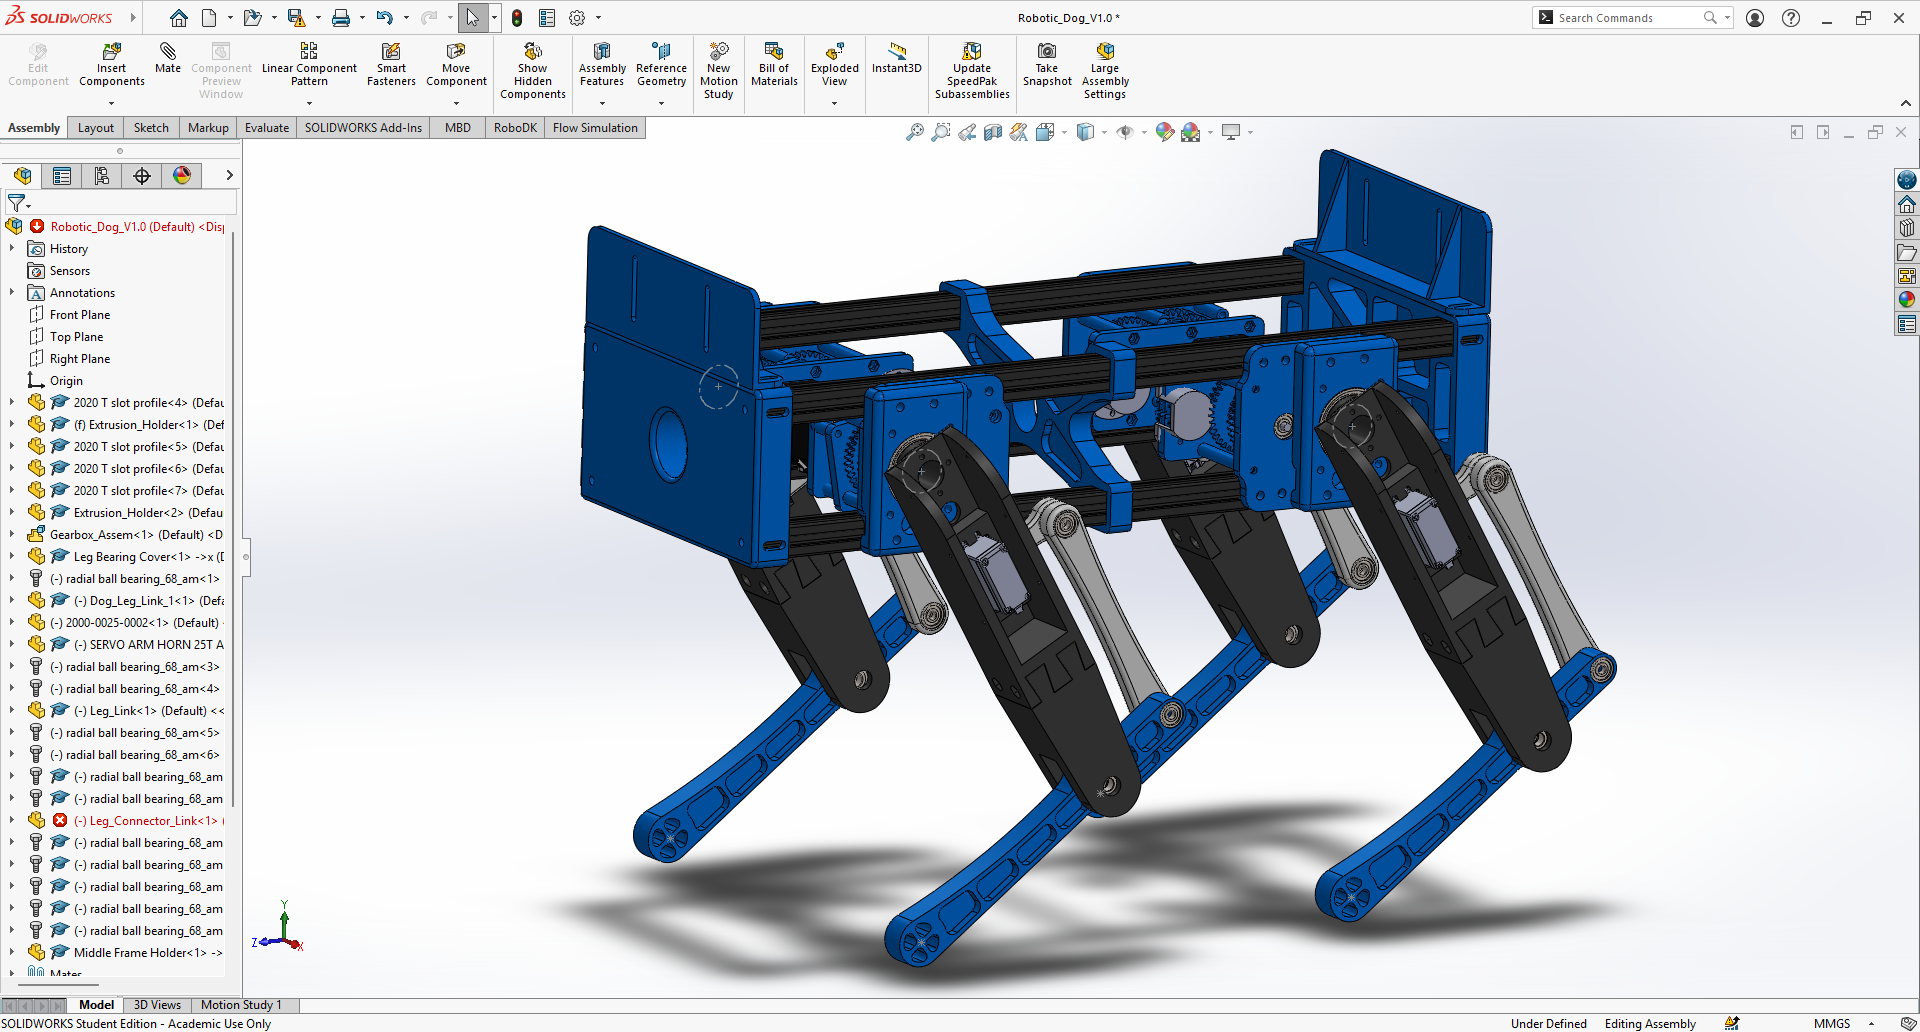 SOLIDWORKS
Robotic_Dog_V1.0 *
Search Commands
Edit Component
Insert Components
Mate
Component Preview Window
Linear Component Pattern
Smart Fasteners
Move Component
Show Hidden Components
Assembly Features
Reference Geometry
New Motion Study
Bill of Materials
Exploded View
Instant3D
Update SpeedPak Subassemblies
Take Snapshot
Large Assembly Settings
Assembly
Layout
Sketch
Markup
Evaluate
SOLIDWORKS Add-Ins
MBD
RoboDK
Flow Simulation
Robotic_Dog_V1.0 (Default) <Disp
History
Sensors
Annotations
Front Plane
Top Plane
Right Plane
Origin
2020 T slot profile<4> (Defau
(f) Extrusion_Holder<1> (Def
2020 T slot profile<5> (Defau
2020 T slot profile<6> (Defau
2020 T slot profile<7> (Defau
Extrusion_Holder<2> (Defau
Gearbox_Assem<1> (Default) <D
Leg Bearing Cover<1> ->x (D
(-) radial ball bearing_68_am<1>
(-) Dog_Leg_Link_1<1> (Defa
(-) 2000-0025-0002<1> (Default)
(-) SERVO ARM HORN 25T A
(-) radial ball bearing_68_am<3>
(-) radial ball bearing_68_am<4>
(-) Leg_Link<1> (Default) <<
(-) radial ball bearing_68_am<5>
(-) radial ball bearing_68_am<6>
(-) radial ball bearing_68_am
(-) radial ball bearing_68_am
(-) Leg_Connector_Link<1> (
(-) radial ball bearing_68_am
(-) radial ball bearing_68_am
(-) radial ball bearing_68_am
(-) radial ball bearing_68_am
(-) radial ball bearing_68_am
Middle Frame Holder<1> ->
Mates
Y
Z
X
Model
3D Views
Motion Study 1
SOLIDWORKS Student Edition - Academic Use Only
Under Defined
Editing Assembly
MMGS